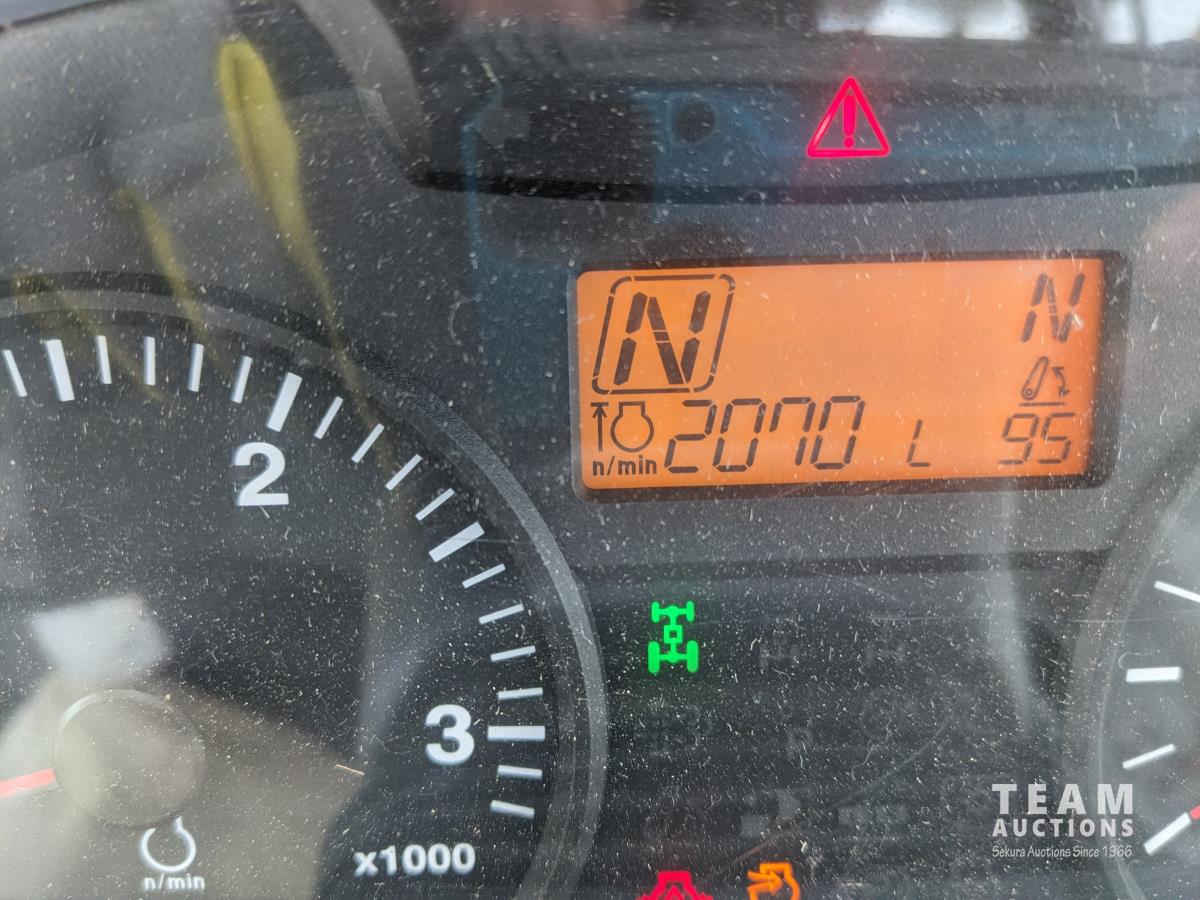 N N
n/min 2070 L 95
2
3
x1000
n/min
TEAM
AUCTIONS
Sekura Auctions Since 1966